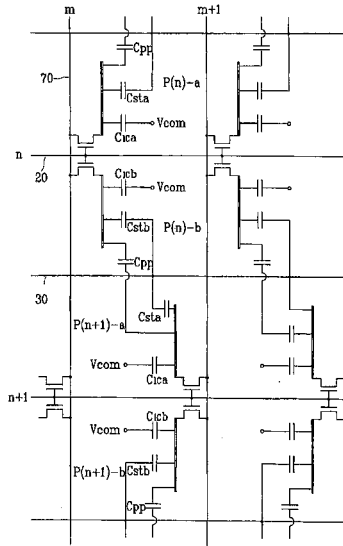 m m+1
70
Cpp
P(n)-a
Csta
Vcom
Clca
n
20
Clcb
Vcom
Cstb
P(n)-b
Cpp
30
Csta
P(n+1)-a
Vcom
Clca
n+1
Clcb
Vcom
P(n+1)-b
Cstb
Cpp